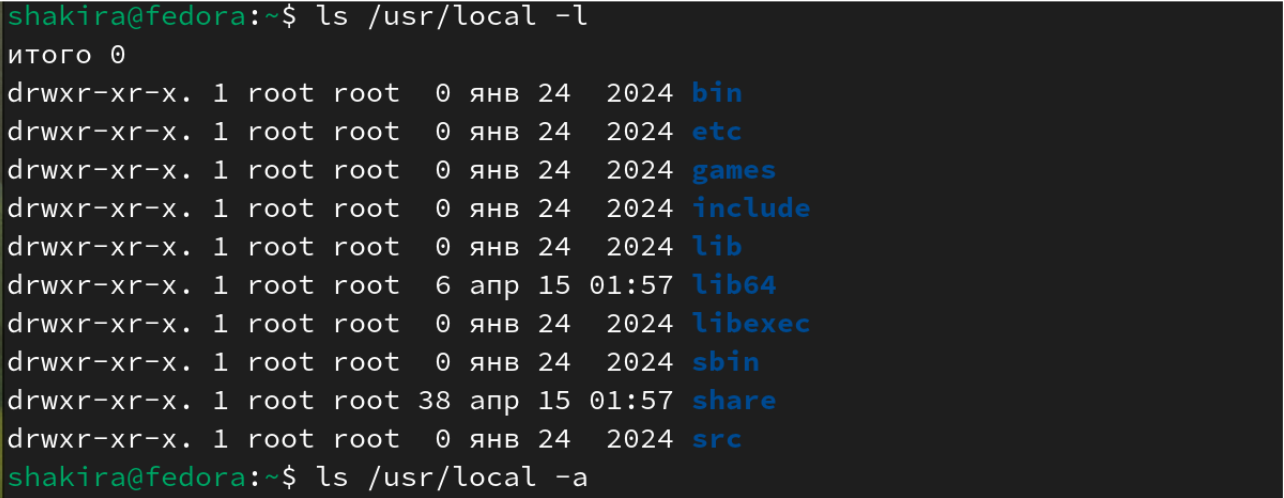 shakira@fedora:~$ ls /usr/local -l
итого 0
drwxr-xr-x. 1 root root  0 янв 24  2024 bin
drwxr-xr-x. 1 root root  0 янв 24  2024 etc
drwxr-xr-x. 1 root root  0 янв 24  2024 games
drwxr-xr-x. 1 root root  0 янв 24  2024 include
drwxr-xr-x. 1 root root  0 янв 24  2024 lib
drwxr-xr-x. 1 root root  6 апр 15 01:57 lib64
drwxr-xr-x. 1 root root  0 янв 24  2024 libexec
drwxr-xr-x. 1 root root  0 янв 24  2024 sbin
drwxr-xr-x. 1 root root 38 апр 15 01:57 share
drwxr-xr-x. 1 root root  0 янв 24  2024 src
shakira@fedora:~$ ls /usr/local -a